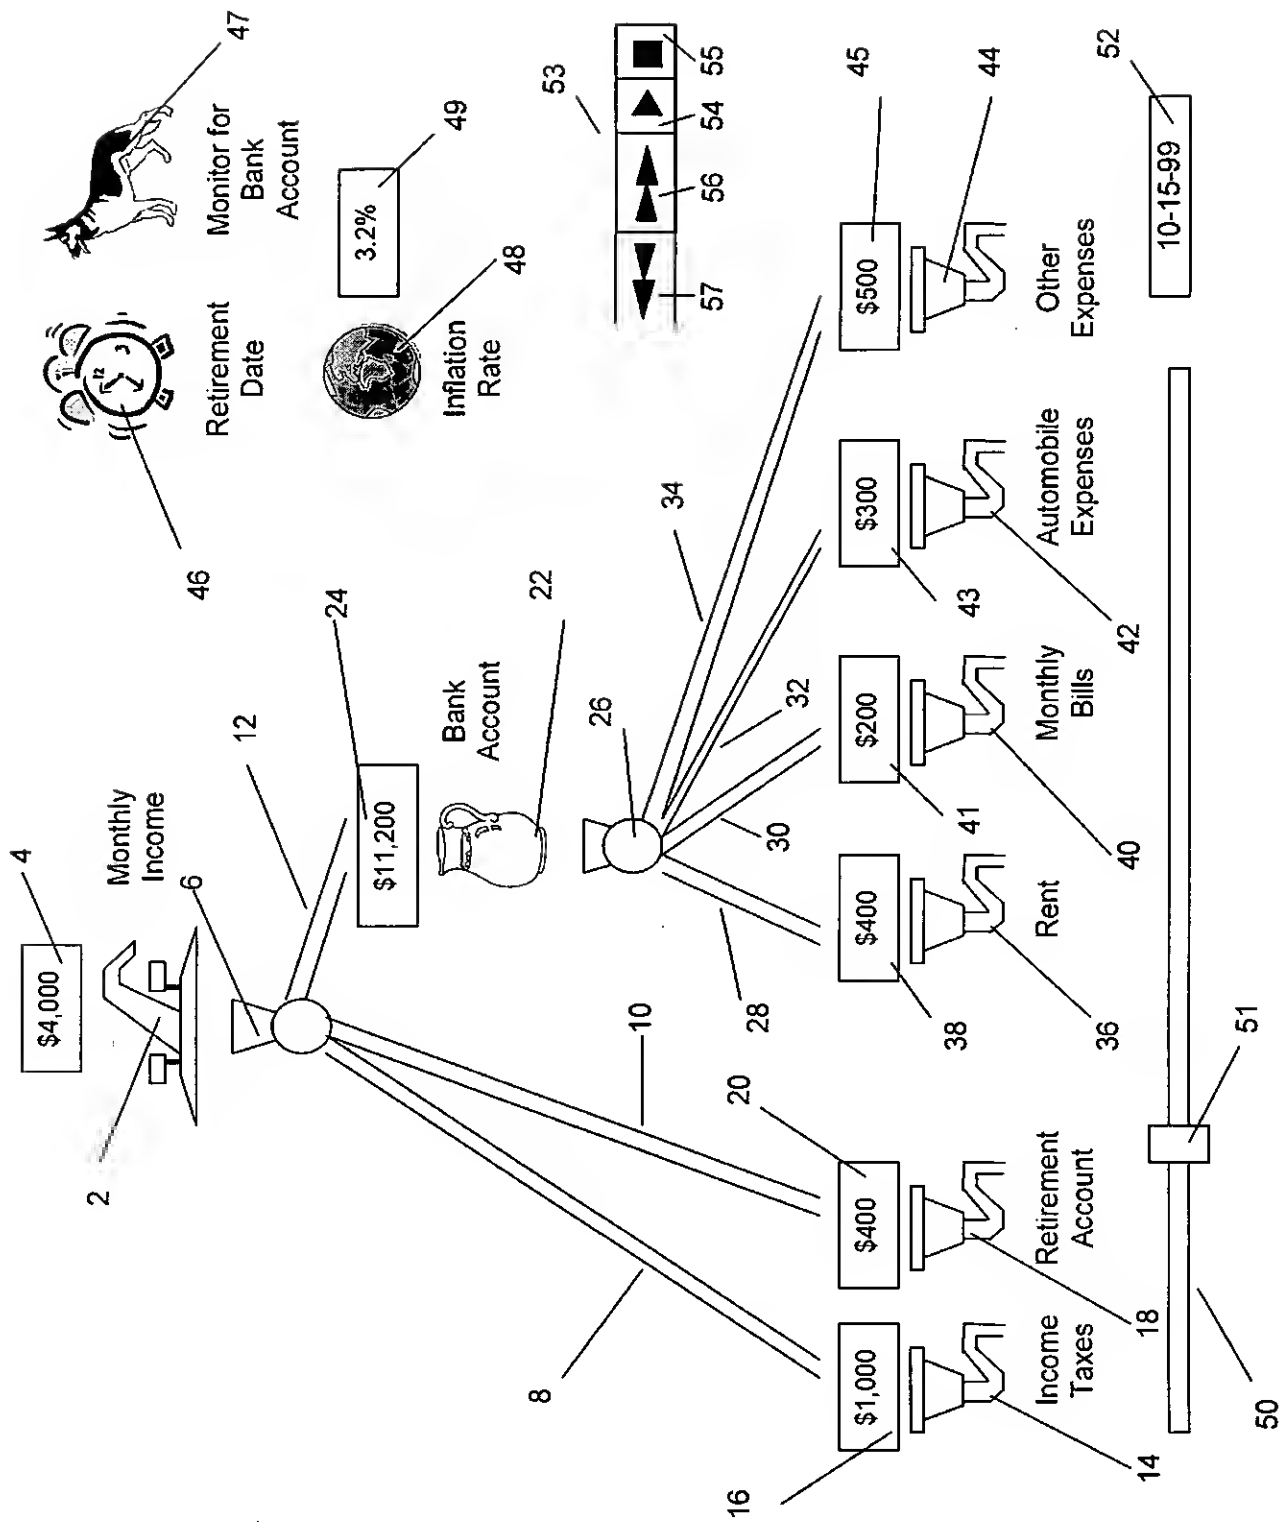 4
$4,000
Monthly
Income
2
6
12
24
$11,200
Bank
Account
22
46
Retirement
Date
47
Monitor for
Bank
Account
3.2%
49
48
Inflation
Rate
53
57
56
54
55
8
10
26
28
30
32
34
16
$1,000
14
Income
Taxes
20
$400
18
Retirement
Account
38
$400
36
Rent
41
$200
40
Monthly
Bills
43
$300
42
Automobile
Expenses
45
$500
44
Other
Expenses
50
51
10-15-99
52
12
3